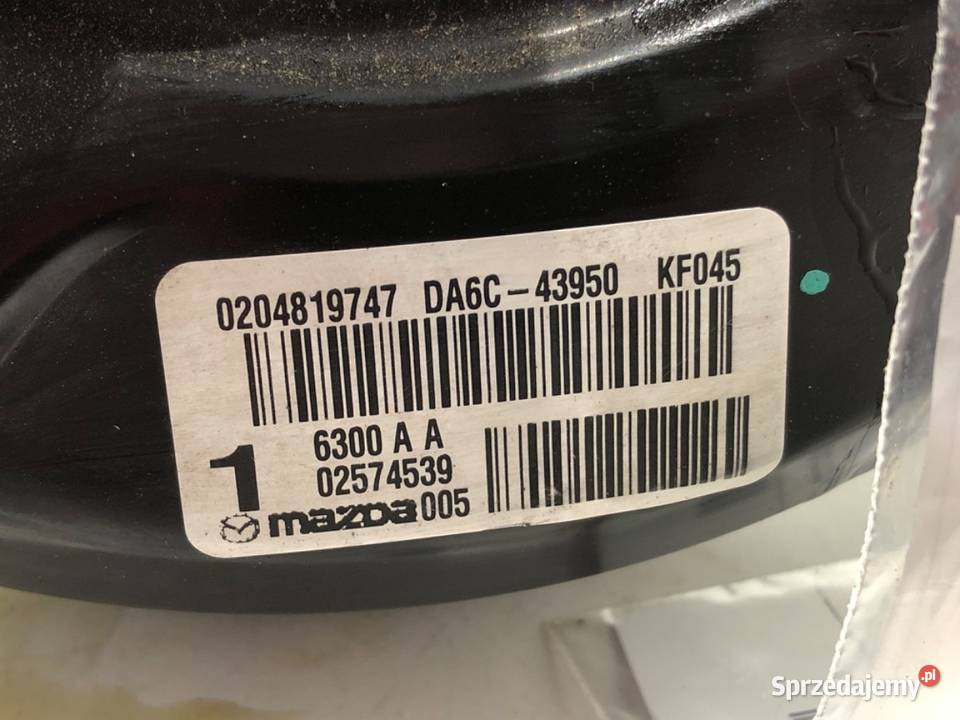 0204819747 DA6C-43950 KF045
6300 A A
1 02574539
mazda 005
Sprzedajemy.pl